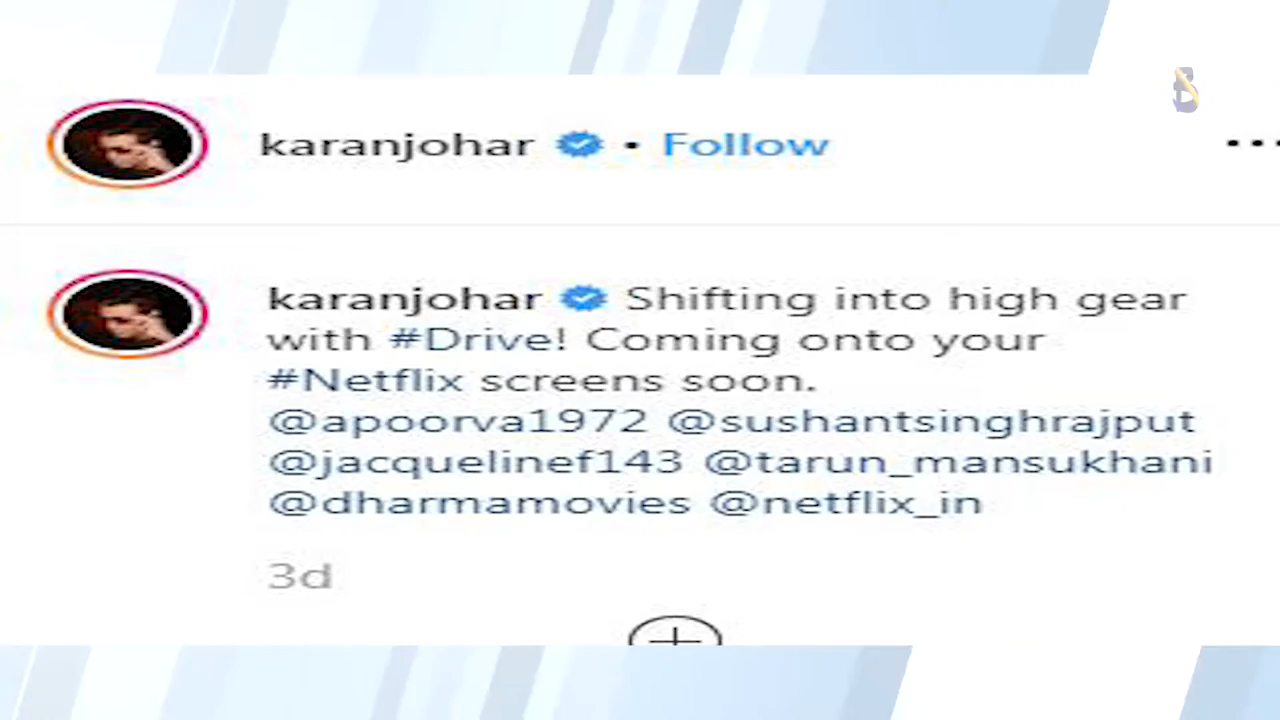 karanjohar • Follow
karanjohar Shifting into high gear
with #Drive! Coming onto your
#Netflix screens soon.
@apoorva1972 @sushantsinghrajput
@jacquelinef143 @tarun_mansukhani
@dharmamovies @netflix_in
3d